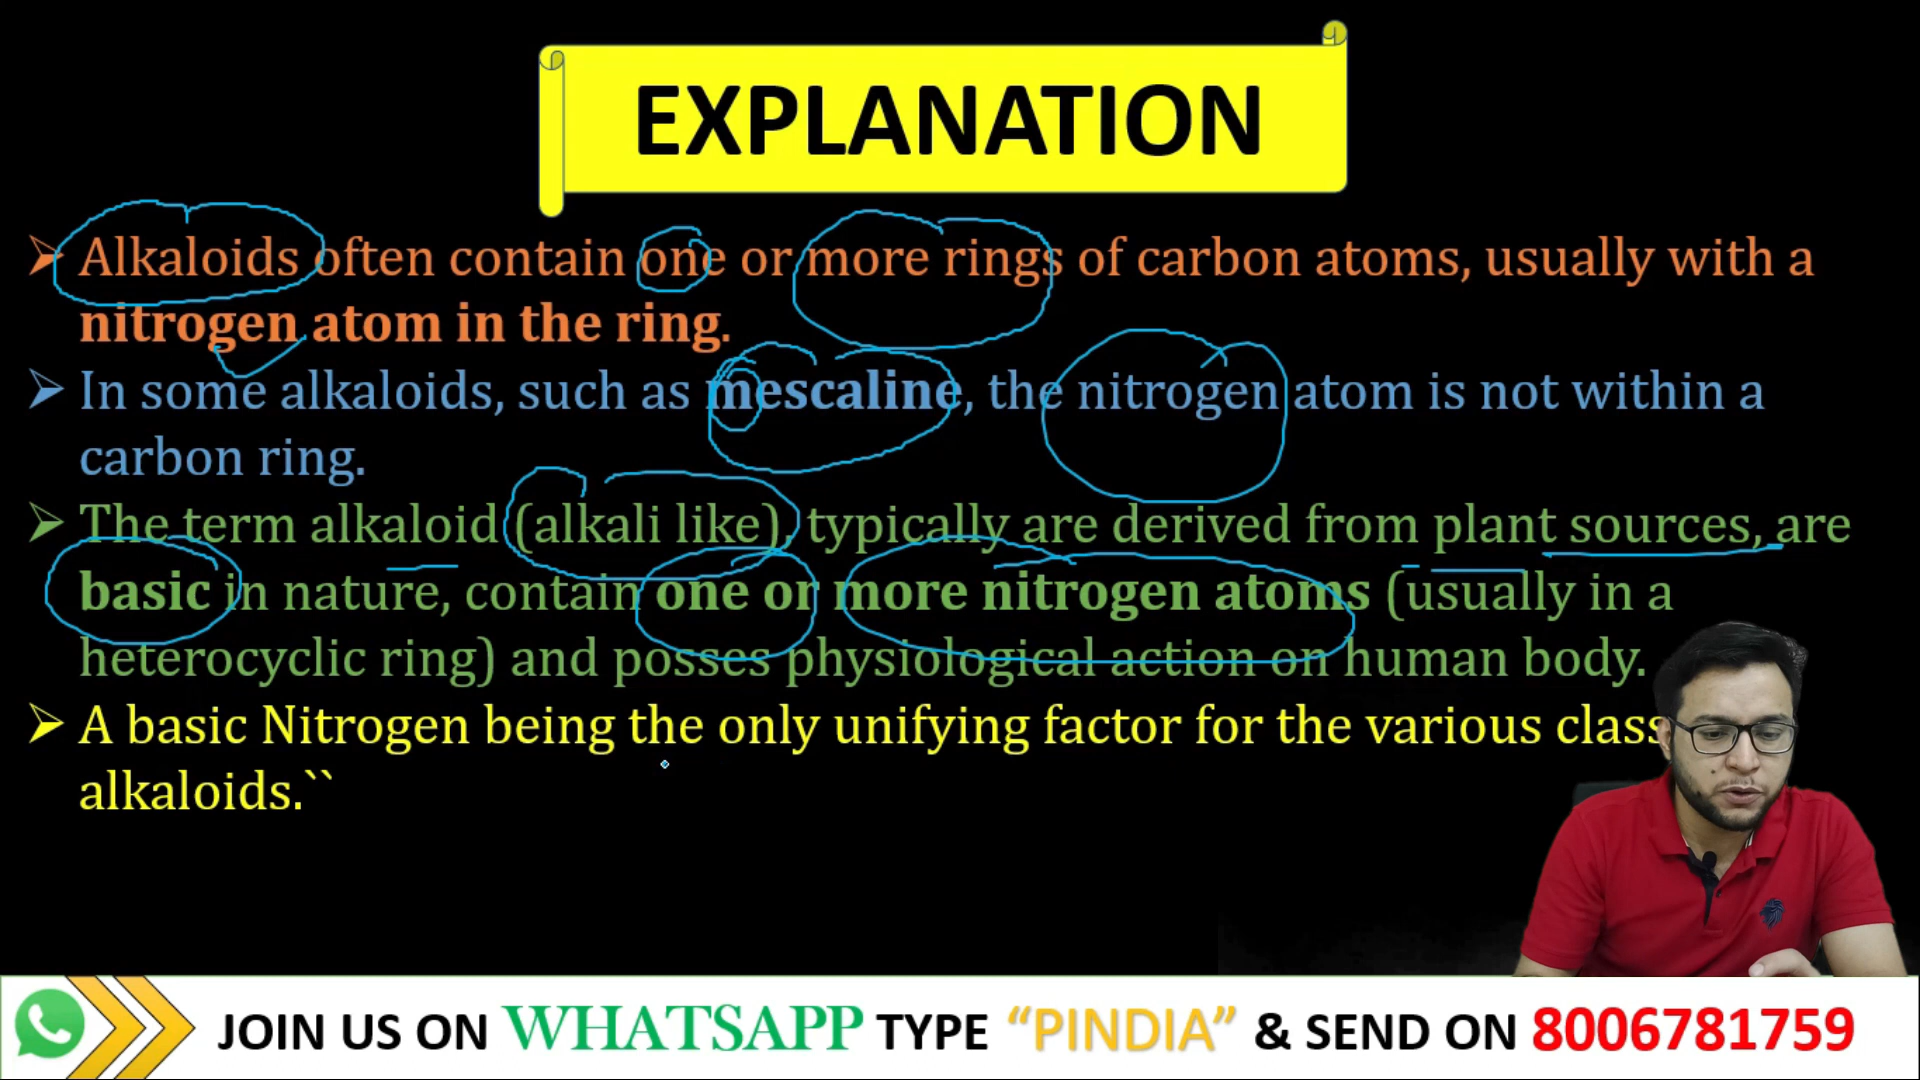 EXPLANATION
➢ Alkaloids often contain one or more rings of carbon atoms, usually with a
nitrogen atom in the ring.
➢ In some alkaloids, such as mescaline, the nitrogen atom is not within a
carbon ring.
➢ The term alkaloid (alkali like), typically are derived from plant sources, are
basic in nature, contain one or more nitrogen atoms (usually in a
heterocyclic ring) and posses physiological action on human body.
➢ A basic Nitrogen being the only unifying factor for the various class
alkaloids.``
JOIN US ON WHATSAPP TYPE “PINDIA” & SEND ON 8006781759